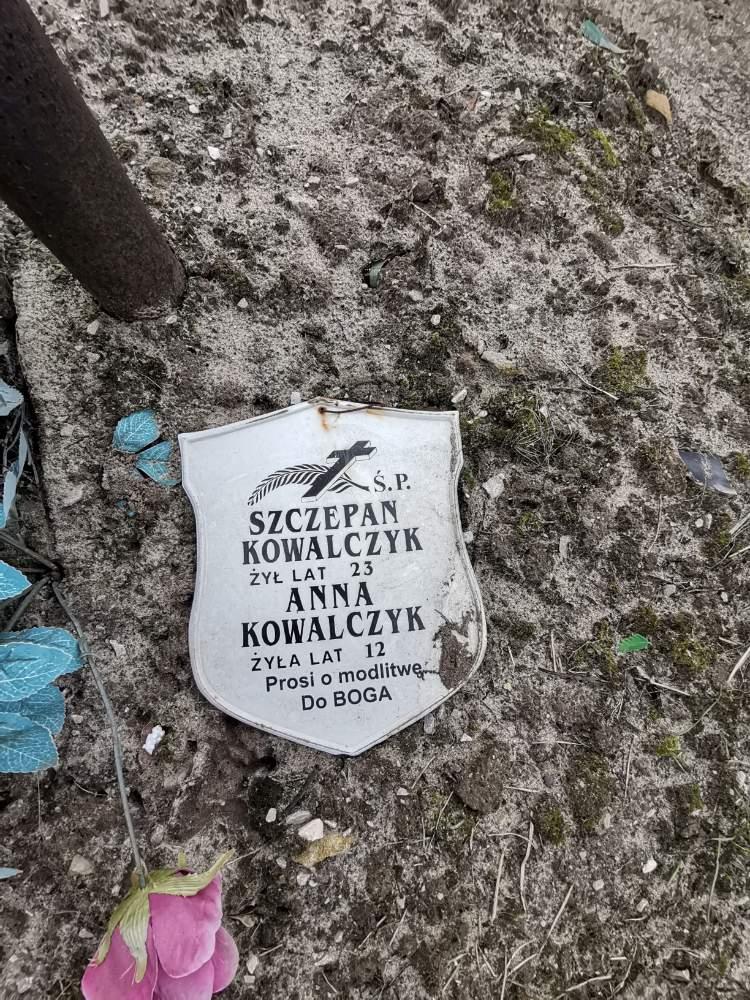 Ś.P.
SZCZEPAN
KOWALCZYK
ŻYŁ LAT 23
ANNA
KOWALCZYK
ŻYŁA LAT 12
Prosi o modlitwę
Do BOGA